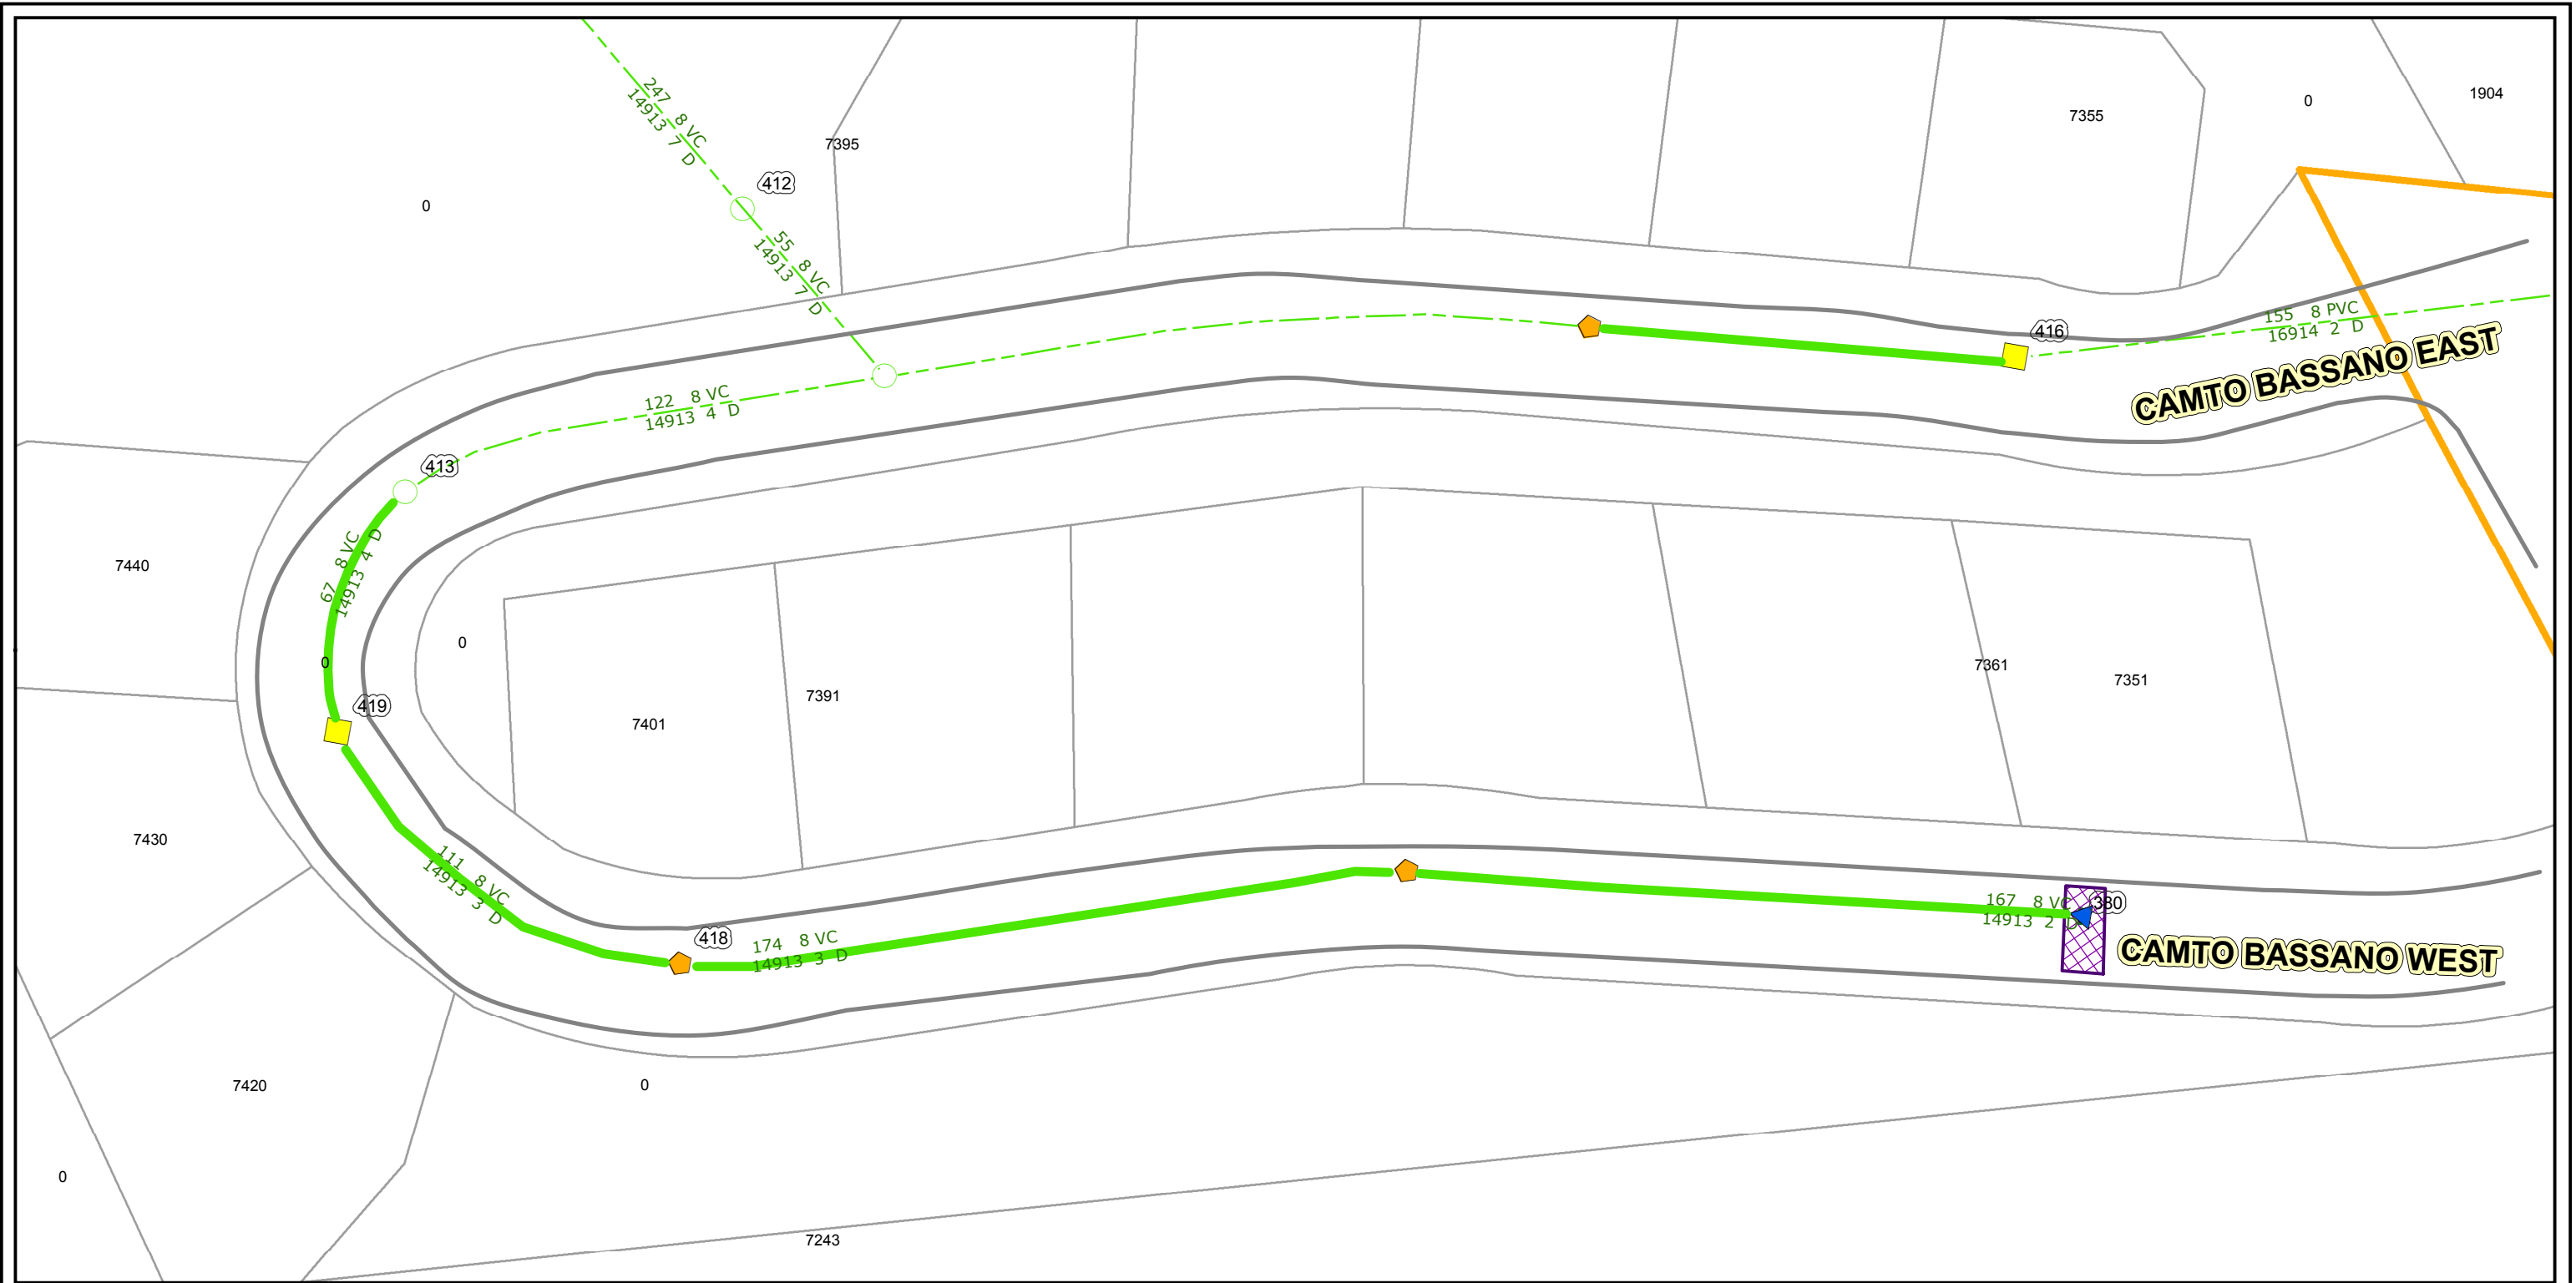 247 8 VC
14913 7 D
412
7395
7355
0
1904
0
55 8 VC
14913 7 D
416
155 8 PVC
16914 2 D
CAMTO BASSANO EAST
122 8 VC
14913 4 D
413
67 8 VC
14913 4 D
7440
0
0
419
7401
7391
7361
7351
7430
111 8 VC
14913 3 D
418
174 8 VC
14913 3 D
167 8 VC
14913 2 D
380
CAMTO BASSANO WEST
7420
0
0
7243